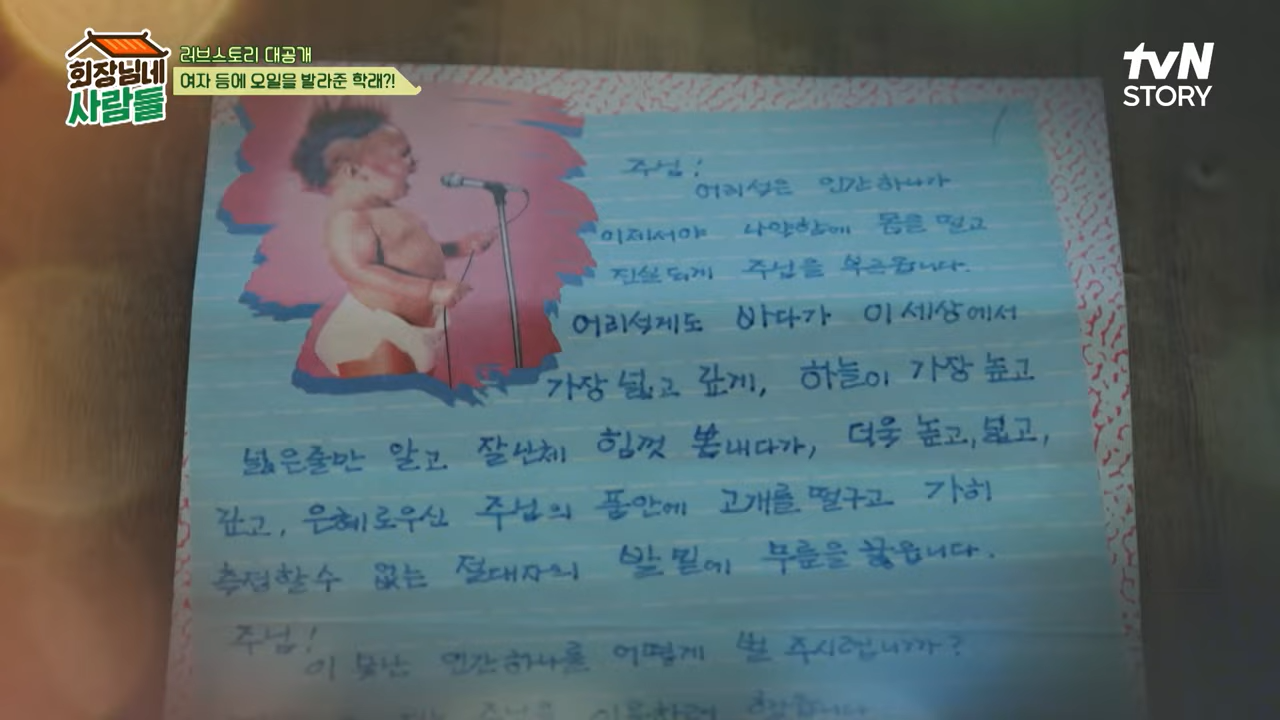 회장님네
사람들
러브스토리 대공개
여자 등에 오일을 발라준 학래?!
tvN
STORY
주님!
어리석은 인간하나가
이제서야 나약함에 몸을 떨고
진실되게 주님을 부르옵니다.
어리석게도 바다가 이 세상에서
가장 넓고 깊게, 하늘이 가장 높고
넓은줄만 알고 잘난체 힘껏 뽐내다가, 더욱 높고, 넓고,
깊고, 은혜로우신 주님의 품안에 고개를 떨구고 가히
측정할수 없는 절대자의 발밑에 무릎을 꿇읍니다.
주님!
이 못난 인간하나를 어떻게 벌 주시렵니까?
주님을